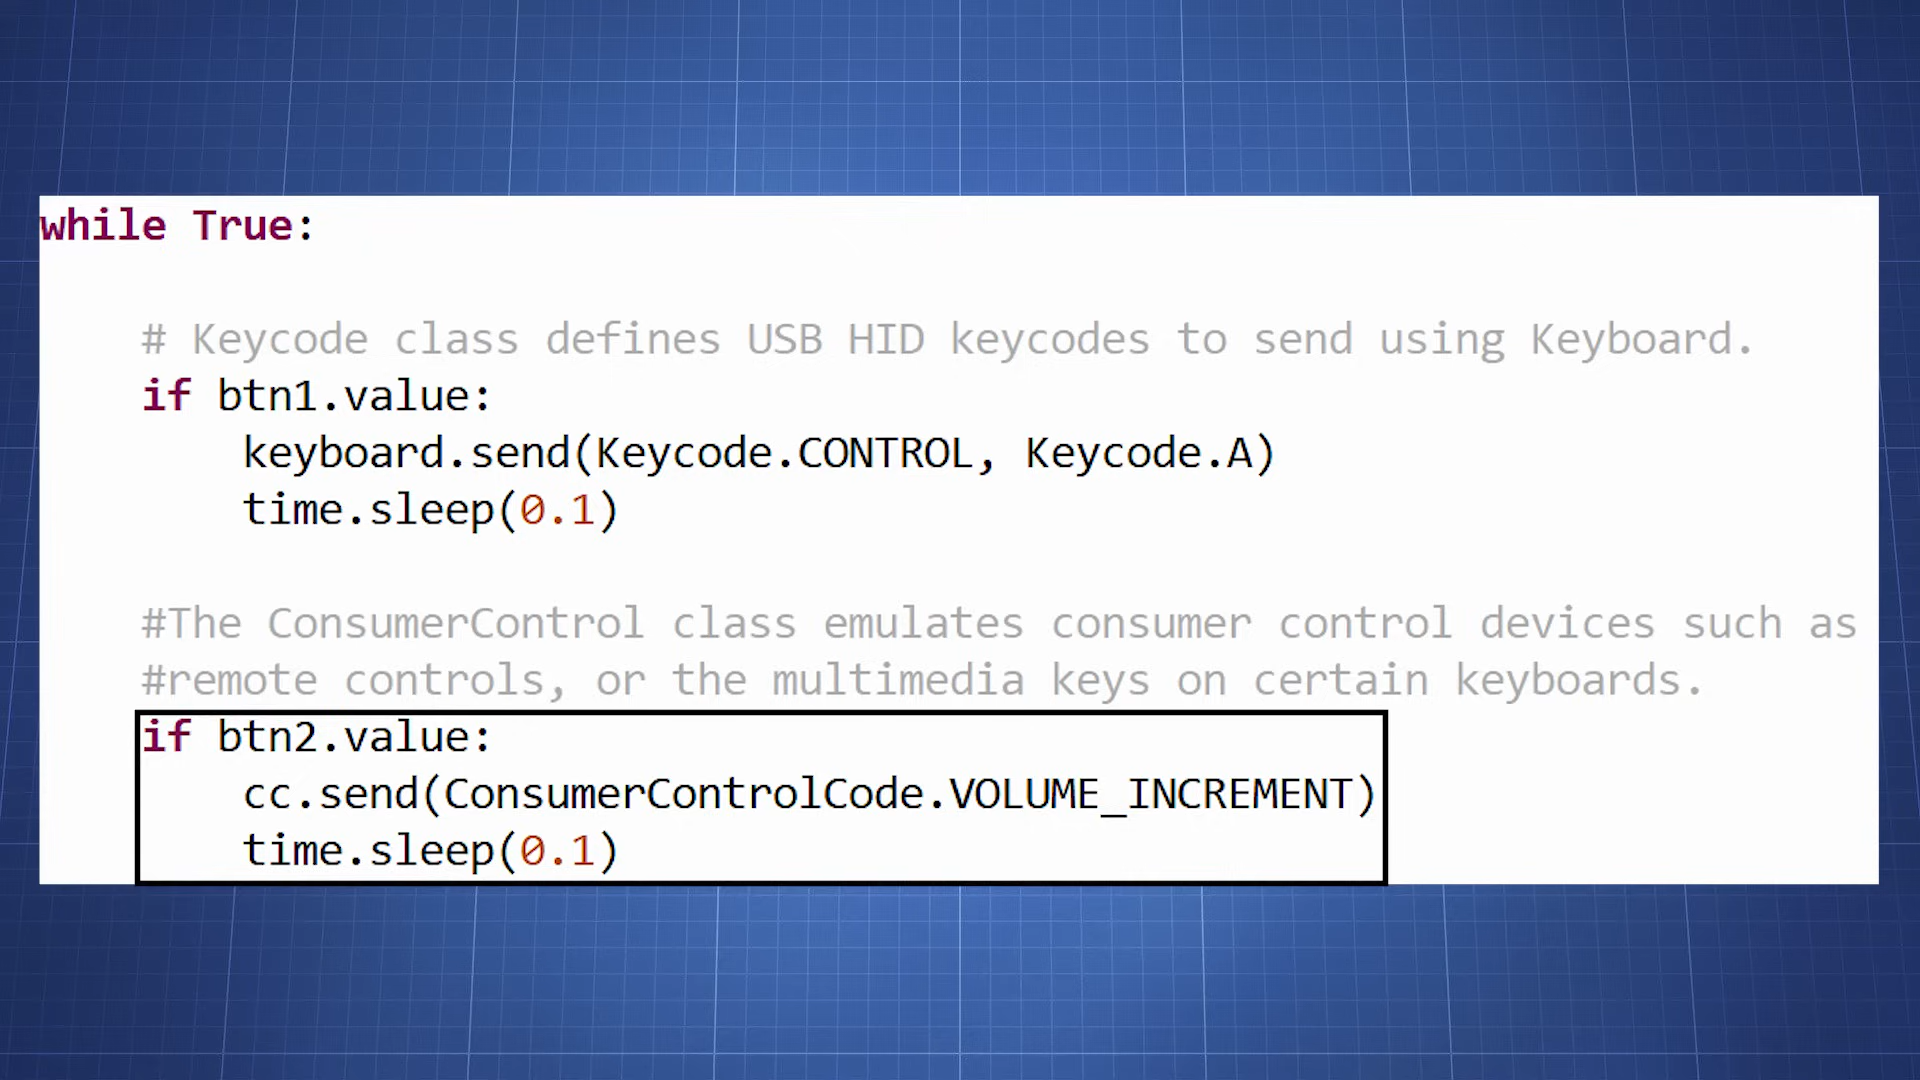 while True:
# Keycode class defines USB HID keycodes to send using Keyboard.
if btn1.value:
keyboard.send(Keycode.CONTROL, Keycode.A)
time.sleep(0.1)
#The ConsumerControl class emulates consumer control devices such as
#remote controls, or the multimedia keys on certain keyboards.
if btn2.value:
cc.send(ConsumerControlCode.VOLUME_INCREMENT)
time.sleep(0.1)